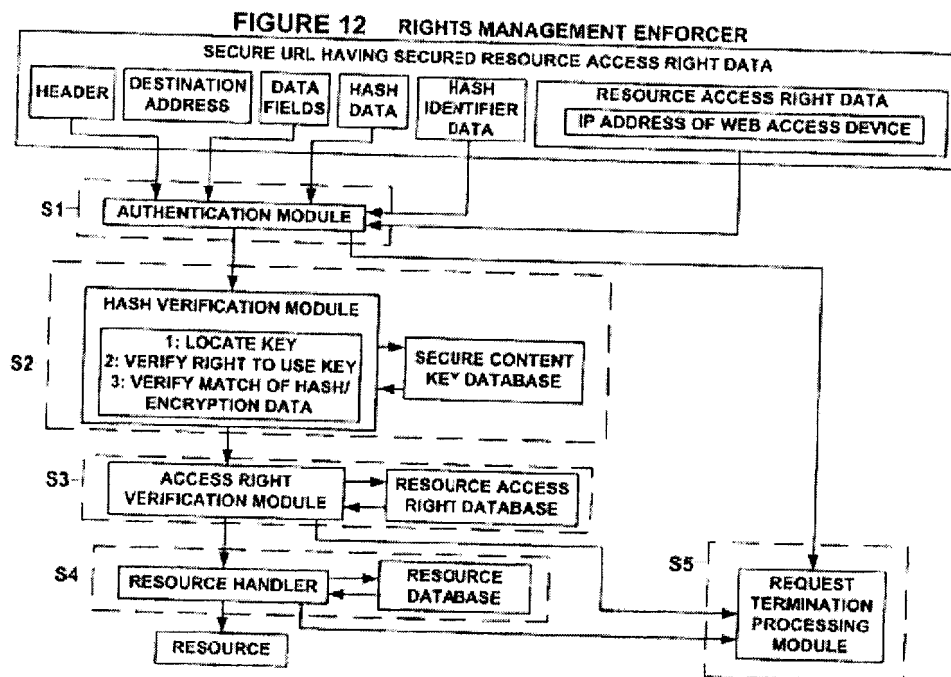 FIGURE 12 RIGHTS MANAGEMENT ENFORCER
SECURE URL HAVING SECURED RESOURCE ACCESS RIGHT DATA
HEADER
DESTINATION
ADDRESS
DATA
FIELDS
HASH
DATA
HASH
IDENTIFIER
DATA
RESOURCE ACCESS RIGHT DATA
IP ADDRESS OF WEB ACCESS DEVICE
S1
AUTHENTICATION MODULE
S2
HASH VERIFICATION MODULE
1: LOCATE KEY
2: VERIFY RIGHT TO USE KEY
3: VERIFY MATCH OF HASH/
ENCRYPTION DATA
SECURE CONTENT
KEY DATABASE
S3
ACCESS RIGHT
VERIFICATION MODULE
RESOURCE ACCESS
RIGHT DATABASE
S4
RESOURCE HANDLER
RESOURCE
DATABASE
RESOURCE
S5
REQUEST
TERMINATION
PROCESSING
MODULE